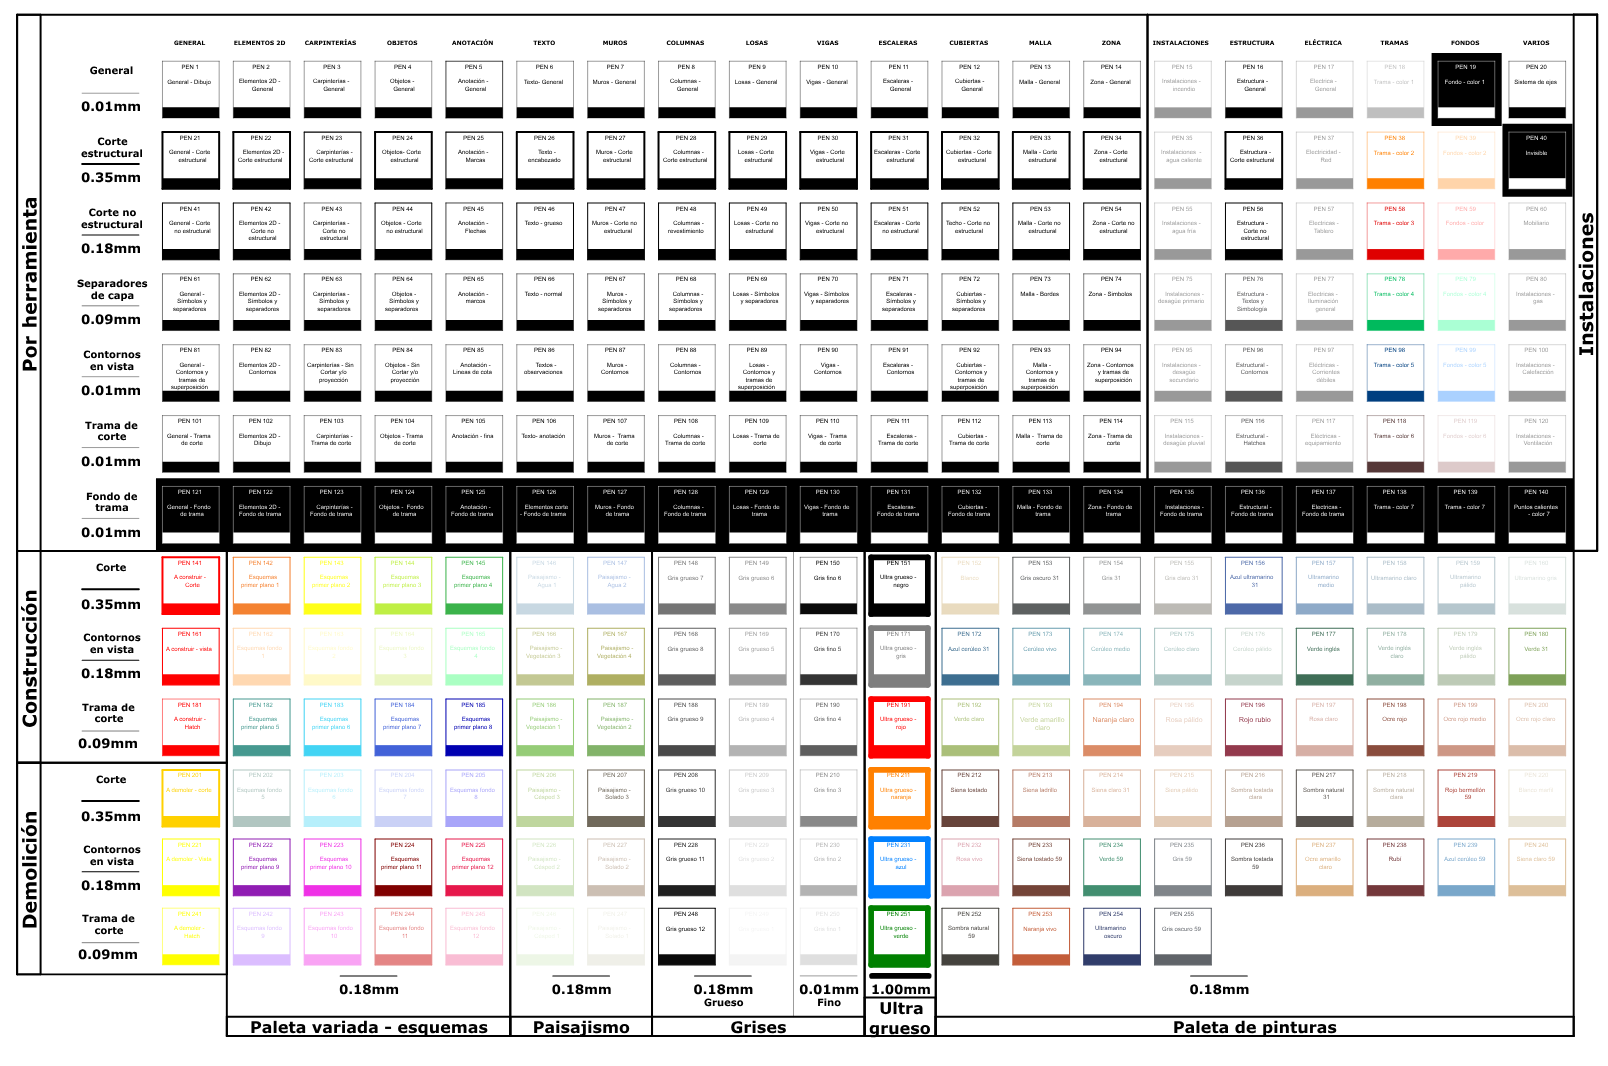 GENERAL ELEMENTOS 2D CARPINTERÍAS OBJETOS ANOTACIÓN TEXTO MUROS COLUMNAS LOSAS VIGAS ESCALERAS CUBIERTAS MALLA ZONA INSTALACIONES ESTRUCTURA ELÉCTRICA TRAMAS FONDOS VARIOS
Por herramienta
Instalaciones
General
0.01mm
PEN 1 PEN 2 PEN 3 PEN 4 PEN 5 PEN 6 PEN 7 PEN 8 PEN 9 PEN 10 PEN 11 PEN 12 PEN 13 PEN 14 PEN 15 PEN 16 PEN 17 PEN 18 PEN 19 PEN 20
General - Dibujo Elementos 2D - General Carpinterias - General Objetos - General Anotación - General Texto- General Muros - General Columnas - General Losas - General Vigas - General Escaleras - General Cubiertas - General Malla - General Zona - General Instalaciones - incendio Estructura - General Electrica - General Trama - color 1 Fondo - color 1 Sistema de ejes
Corte
estructural
0.35mm
PEN 21 PEN 22 PEN 23 PEN 24 PEN 25 PEN 26 PEN 27 PEN 28 PEN 29 PEN 30 PEN 31 PEN 32 PEN 33 PEN 34 PEN 35 PEN 36 PEN 37 PEN 38 PEN 39 PEN 40
General - Corte estructural Elementos 2D - Corte estructural Carpinterias - Corte estructural Objetos- Corte estructural Anotación - Marcas Texto - encabezado Muros - Corte estructural Columnas - Corte estructural Losas - Corte estructural Vigas - Corte estructural Escaleras - Corte estructural Cubiertas - Corte estructural Malla - Corte estructural Zona - Corte estructural Instalaciones - agua caliente Estructura - Corte estructural Electricidad - Red Trama - color 2 Fondos - color 2 Invisible
Corte no
estructural
0.18mm
PEN 41 PEN 42 PEN 43 PEN 44 PEN 45 PEN 46 PEN 47 PEN 48 PEN 49 PEN 50 PEN 51 PEN 52 PEN 53 PEN 54 PEN 55 PEN 56 PEN 57 PEN 58 PEN 59 PEN 60
General - Corte no estructural Elementos 2D - Corte no estructural Carpinterias - Corte no estructural Objetos - Corte no estructural Anotación - Flechas Texto - grueso Muros - Corte no estructural Columnas - revestimiento Losas - Corte no estructural Vigas - Corte no estructural Escaleras - Corte no estructural Techo - Corte no estructural Malla - Corte no estructural Zona - Corte no estructural Instalaciones - agua fria Estructura - Corte no estructural Electricas - Tablero Trama - color 3 Fondos - color Mobiliario
Separadores
de capa
0.09mm
PEN 61 PEN 62 PEN 63 PEN 64 PEN 65 PEN 66 PEN 67 PEN 68 PEN 69 PEN 70 PEN 71 PEN 72 PEN 73 PEN 74 PEN 75 PEN 76 PEN 77 PEN 78 PEN 79 PEN 80
General - Símbolos y separadores Elementos 2D - Símbolos y separadores Carpinterias - Símbolos y separadores Objetos - Símbolos y separadores Anotación - marcos Texto - normal Muros - Símbolos y separadores Columnas - Símbolos y separadores Losas - Símbolos y separadores Vigas - Símbolos y separadores Escaleras - Símbolos y separadores Cubiertas - Símbolos y separadores Malla - Bordes Zona - Símbolos Instalaciones - desagüe primario Estructura - Textos y Simbología Electricas - Iluminación general Trama - color 4 Fondos - color 4 Instalaciones - gas
Contornos
en vista
0.01mm
PEN 81 PEN 82 PEN 83 PEN 84 PEN 85 PEN 86 PEN 87 PEN 88 PEN 89 PEN 90 PEN 91 PEN 92 PEN 93 PEN 94 PEN 95 PEN 96 PEN 97 PEN 98 PEN 99 PEN 100
General - Contornos y tramas de superposición Elementos 2D - Contornos Carpinterias - Sin Cortar y/o proyección Objetos - Sin Cortar y/o proyección Anotación - Lineas de cota Textos - observaciones Muros - Contornos Columnas - Contornos Losas - Contornos y tramas de superposición Vigas - Contornos Escaleras - Contornos Cubiertas - Contornos y tramas de superposición Malla - Contornos y tramas de superposición Zona - Contornos y tramas de superposición Instalaciones - desagüe secundario Estructural - Contornos Eléctricas - Corrientes débiles Trama - color 5 Fondos - color 5 Instalaciones - Calefacción
Trama de
corte
0.01mm
PEN 101 PEN 102 PEN 103 PEN 104 PEN 105 PEN 106 PEN 107 PEN 108 PEN 109 PEN 110 PEN 111 PEN 112 PEN 113 PEN 114 PEN 115 PEN 116 PEN 117 PEN 118 PEN 119 PEN 120
General - Trama de corte Elementos 2D - Dibujo Carpinterias - Trama de corte Objetos - Trama de corte Anotación - fina Texto- anotación Muros - Trama de corte Columnas - Trama de corte Losas - Trama de corte Vigas - Trama de corte Escaleras - Trama de corte Cubiertas - Trama de corte Malla - Trama de corte Zona - Trama de corte Instalaciones - desagüe pluvial Estructural - Hatches Eléctricas - equipamiento Trama - color 6 Fondos - color 6 Instalaciones - Ventilación
Fondo de
trama
0.01mm
PEN 121 PEN 122 PEN 123 PEN 124 PEN 125 PEN 126 PEN 127 PEN 128 PEN 129 PEN 130 PEN 131 PEN 132 PEN 133 PEN 134 PEN 135 PEN 136 PEN 137 PEN 138 PEN 139 PEN 140
General - Fondo de trama Elementos 2D - Fondo de trama Carpinterias - Fondo de trama Objetos - Fondo de trama Anotación - Fondo de trama Elementos corte - Fondo de trama Muros - Fondo de trama Columnas - Fondo de trama Losas - Fondo de trama Vigas - Fondo de trama Escaleras- Fondo de trama Cubiertas - Fondo de trama Malla - Fondo de trama Zona - Fondo de trama Instalaciones - Fondo de trama Estructural - Fondo de trama Electricas - Fondo de trama Trama - color 7 Trama - color 7 Puntos calientes - color 7
Construcción
Corte
0.35mm
PEN 141 PEN 142 PEN 143 PEN 144 PEN 145 PEN 146 PEN 147 PEN 148 PEN 149 PEN 150 PEN 151 PEN 152 PEN 153 PEN 154 PEN 155 PEN 156 PEN 157 PEN 158 PEN 159 PEN 160
A construir - Corte Esquemas primer plano 1 Esquemas primer plano 2 Esquemas primer plano 3 Esquemas primer plano 4 Paisajismo - Agua 1 Paisajismo - Agua 2 Gris grueso 7 Gris grueso 6 Gris fino 6 Ultra grueso - negro Blanco Gris oscuro 31 Gris 31 Gris claro 31 Azul ultramarino 31 Ultramarino medio Ultramarino claro Ultramarino pálido Ultramarino gris
Contornos
en vista
0.18mm
PEN 161 PEN 162 PEN 166 PEN 167 PEN 168 PEN 169 PEN 170 PEN 171 PEN 172 PEN 173 PEN 174 PEN 175 PEN 176 PEN 177 PEN 178 PEN 179 PEN 180
A construir - vista Esquemas fondo 1 Esquemas fondo 4 Paisajismo - Vegetación 3 Paisajismo - Vegetación 4 Gris grueso 8 Gris grueso 5 Gris fino 5 Ultra grueso - gris Azul cerúleo 31 Cerúleo vivo Cerúleo medio Cerúleo claro Cerúleo pálido Verde inglés Verde inglés claro Verde inglés pálido Verde 31
Trama de
corte
0.09mm
PEN 181 PEN 182 PEN 183 PEN 184 PEN 185 PEN 186 PEN 187 PEN 188 PEN 189 PEN 190 PEN 191 PEN 192 PEN 193 PEN 194 PEN 195 PEN 196 PEN 197 PEN 198 PEN 199 PEN 200
A construir - Hatch Esquemas primer plano 5 Esquemas primer plano 6 Esquemas primer plano 7 Esquemas primer plano 8 Paisajismo - Vegetación 1 Paisajismo - Vegetación 2 Gris grueso 9 Gris grueso 4 Gris fino 4 Ultra grueso - rojo Verde claro Verde amarillo claro Naranja claro Rosa pálido Rojo rubio Rosa claro Ocre rojo Ocre rojo medio Ocre rojo claro
Demolición
Corte
0.35mm
PEN 201 PEN 202 PEN 203 PEN 204 PEN 205 PEN 206 PEN 207 PEN 208 PEN 209 PEN 210 PEN 211 PEN 212 PEN 213 PEN 214 PEN 215 PEN 216 PEN 217 PEN 218 PEN 219
A demoler - corte Esquemas fondo 5 Esquemas fondo 6 Esquemas fondo 7 Esquemas fondo 8 Paisajismo - Césped 3 Paisajismo - Solado 3 Gris grueso 10 Gris grueso 3 Gris fino 3 Ultra grueso - naranja Siena tostado Siena ladrillo Siena claro 31 Siena pálido Sombra tostada clara Sombra natural 31 Sombra natural claro Rojo bermellón 59
Contornos
en vista
0.18mm
PEN 221 PEN 222 PEN 223 PEN 224 PEN 225 PEN 226 PEN 227 PEN 228 PEN 229 PEN 230 PEN 231 PEN 232 PEN 233 PEN 234 PEN 235 PEN 236 PEN 237 PEN 238 PEN 239 PEN 240
A demoler - Vista Esquemas primer plano 9 Esquemas primer plano 10 Esquemas primer plano 11 Esquemas primer plano 12 Paisajismo - Césped 2 Paisajismo - Solado 2 Gris grueso 11 Gris grueso 2 Gris fino 2 Ultra grueso - azul Rosa vivo Siena tostado 59 Verde 59 Gris 59 Sombra tostada 59 Ocre amarillo claro Rubí Azul cerúleo 59 Siena claro 59
Trama de
corte
0.09mm
PEN 241 PEN 242 PEN 243 PEN 244 PEN 245 PEN 248 PEN 250 PEN 251 PEN 252 PEN 253 PEN 254 PEN 255
Esquemas fondo 9 Esquemas fondo 10 Esquemas fondo 11 Esquemas fondo 12 Gris grueso 12 Gris fino 1 Ultra grueso - verde Sombra natural 59 Naranja vivo Ultramarino oscuro Gris oscuro 59
0.18mm 0.18mm 0.18mm 0.01mm 1.00mm 0.18mm
Grueso Fino
Ultra
grueso
Paleta variada - esquemas Paisajismo Grises Paleta de pinturas